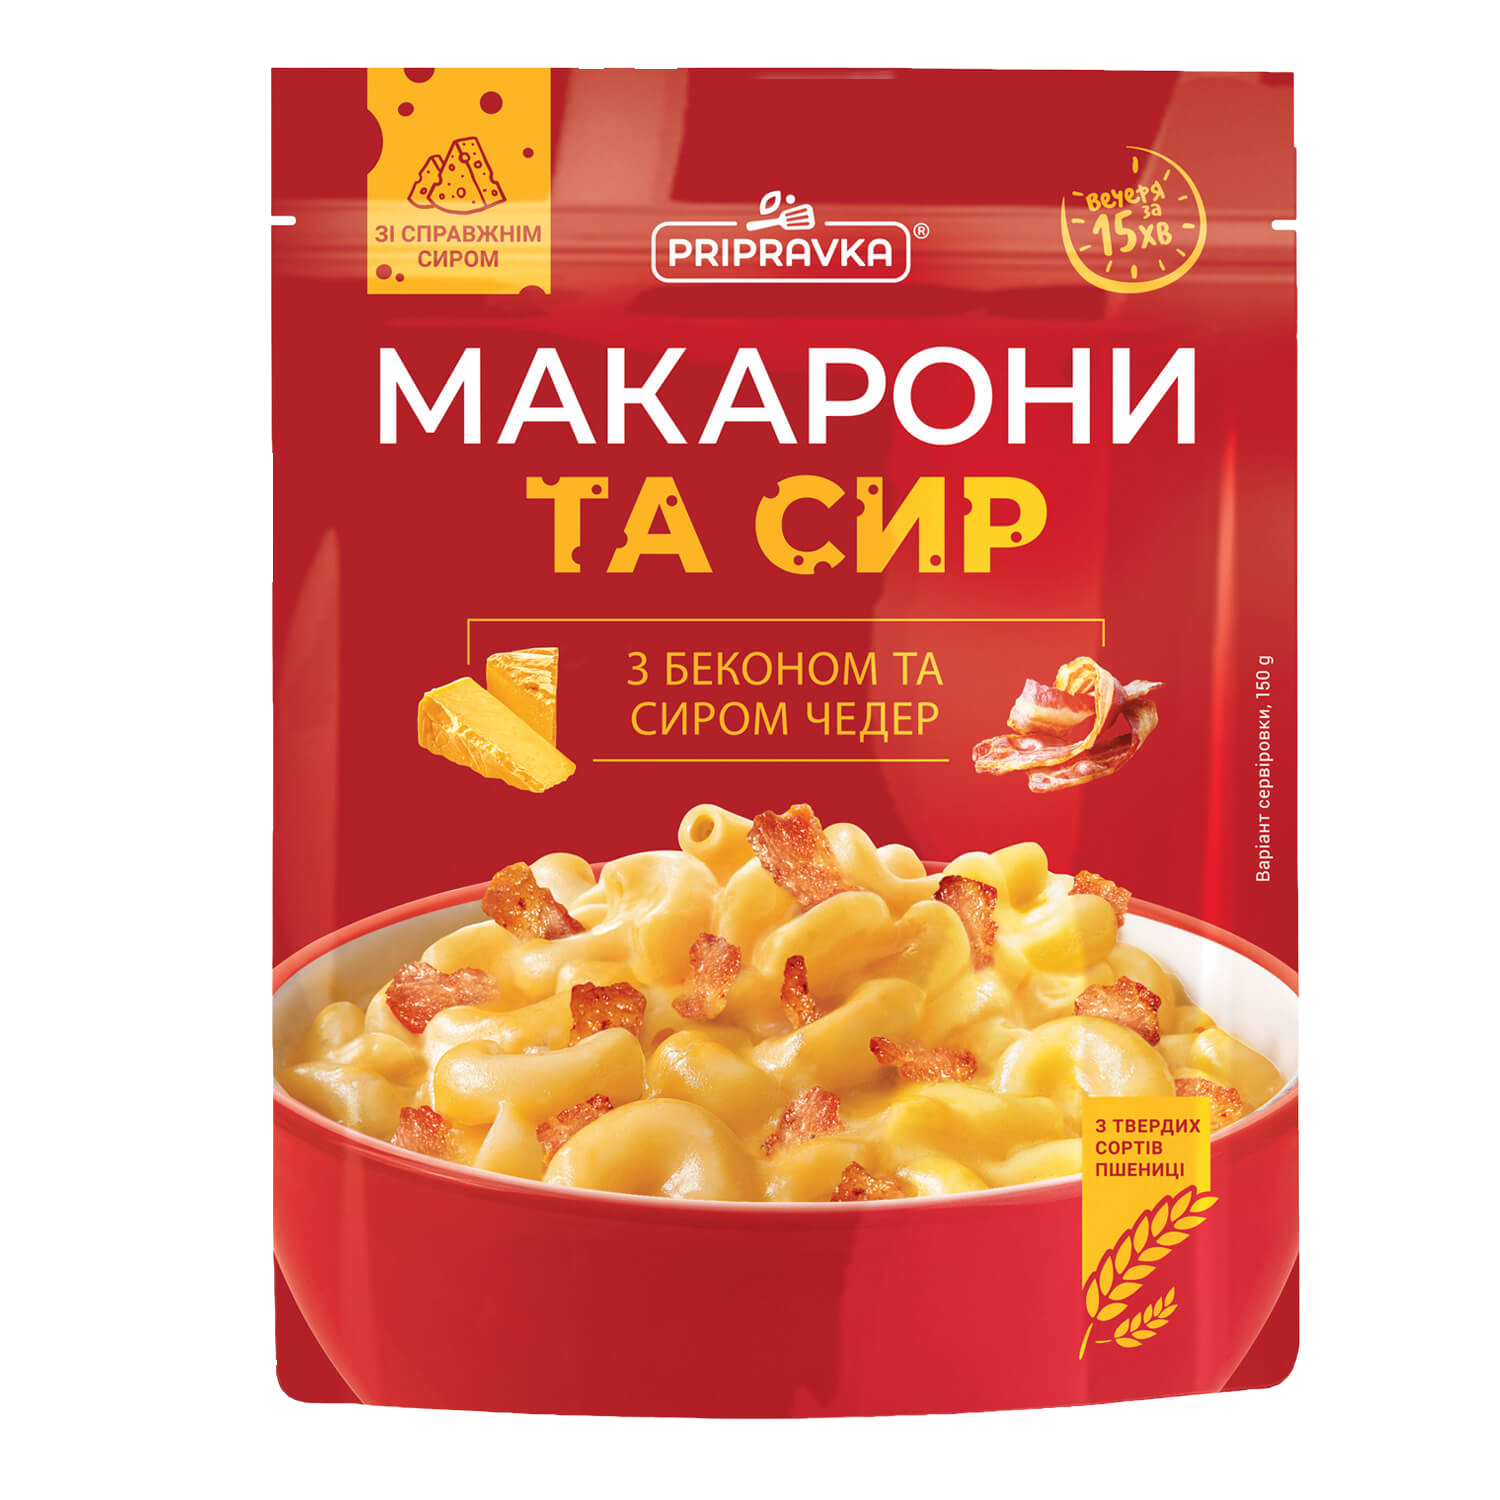 ЗІ СПРАВЖНІМ
СИРОМ
PRIPRAVKA®
вечеря
за
15хв
МАКАРОНИ
ТА СИР
З БЕКОНОМ ТА
СИРОМ ЧЕДЕР
Варіант сервіровки, 150 g
З ТВЕРДИХ
СОРТІВ
ПШЕНИЦІ